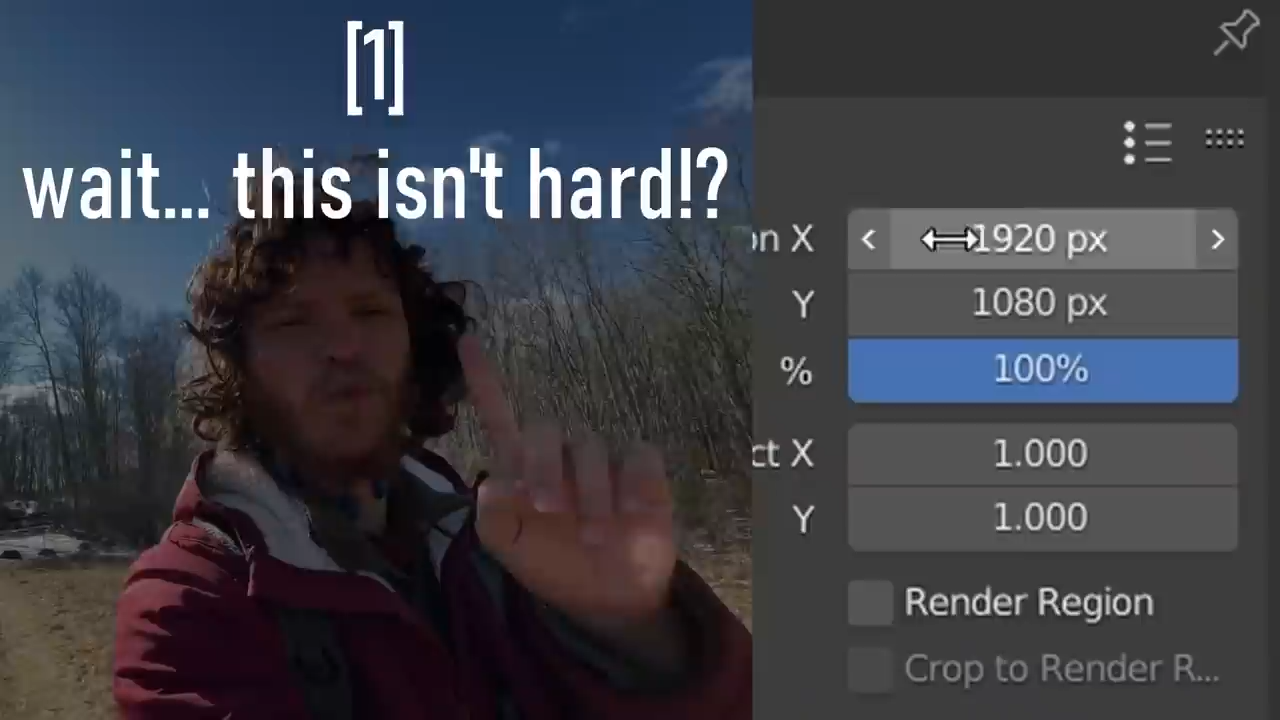 [1]
wait... this isn't hard!?
on X
< 1920 px >
Y
1080 px
%
100%
ct X
1.000
Y
1.000
Render Region
Crop to Render R...